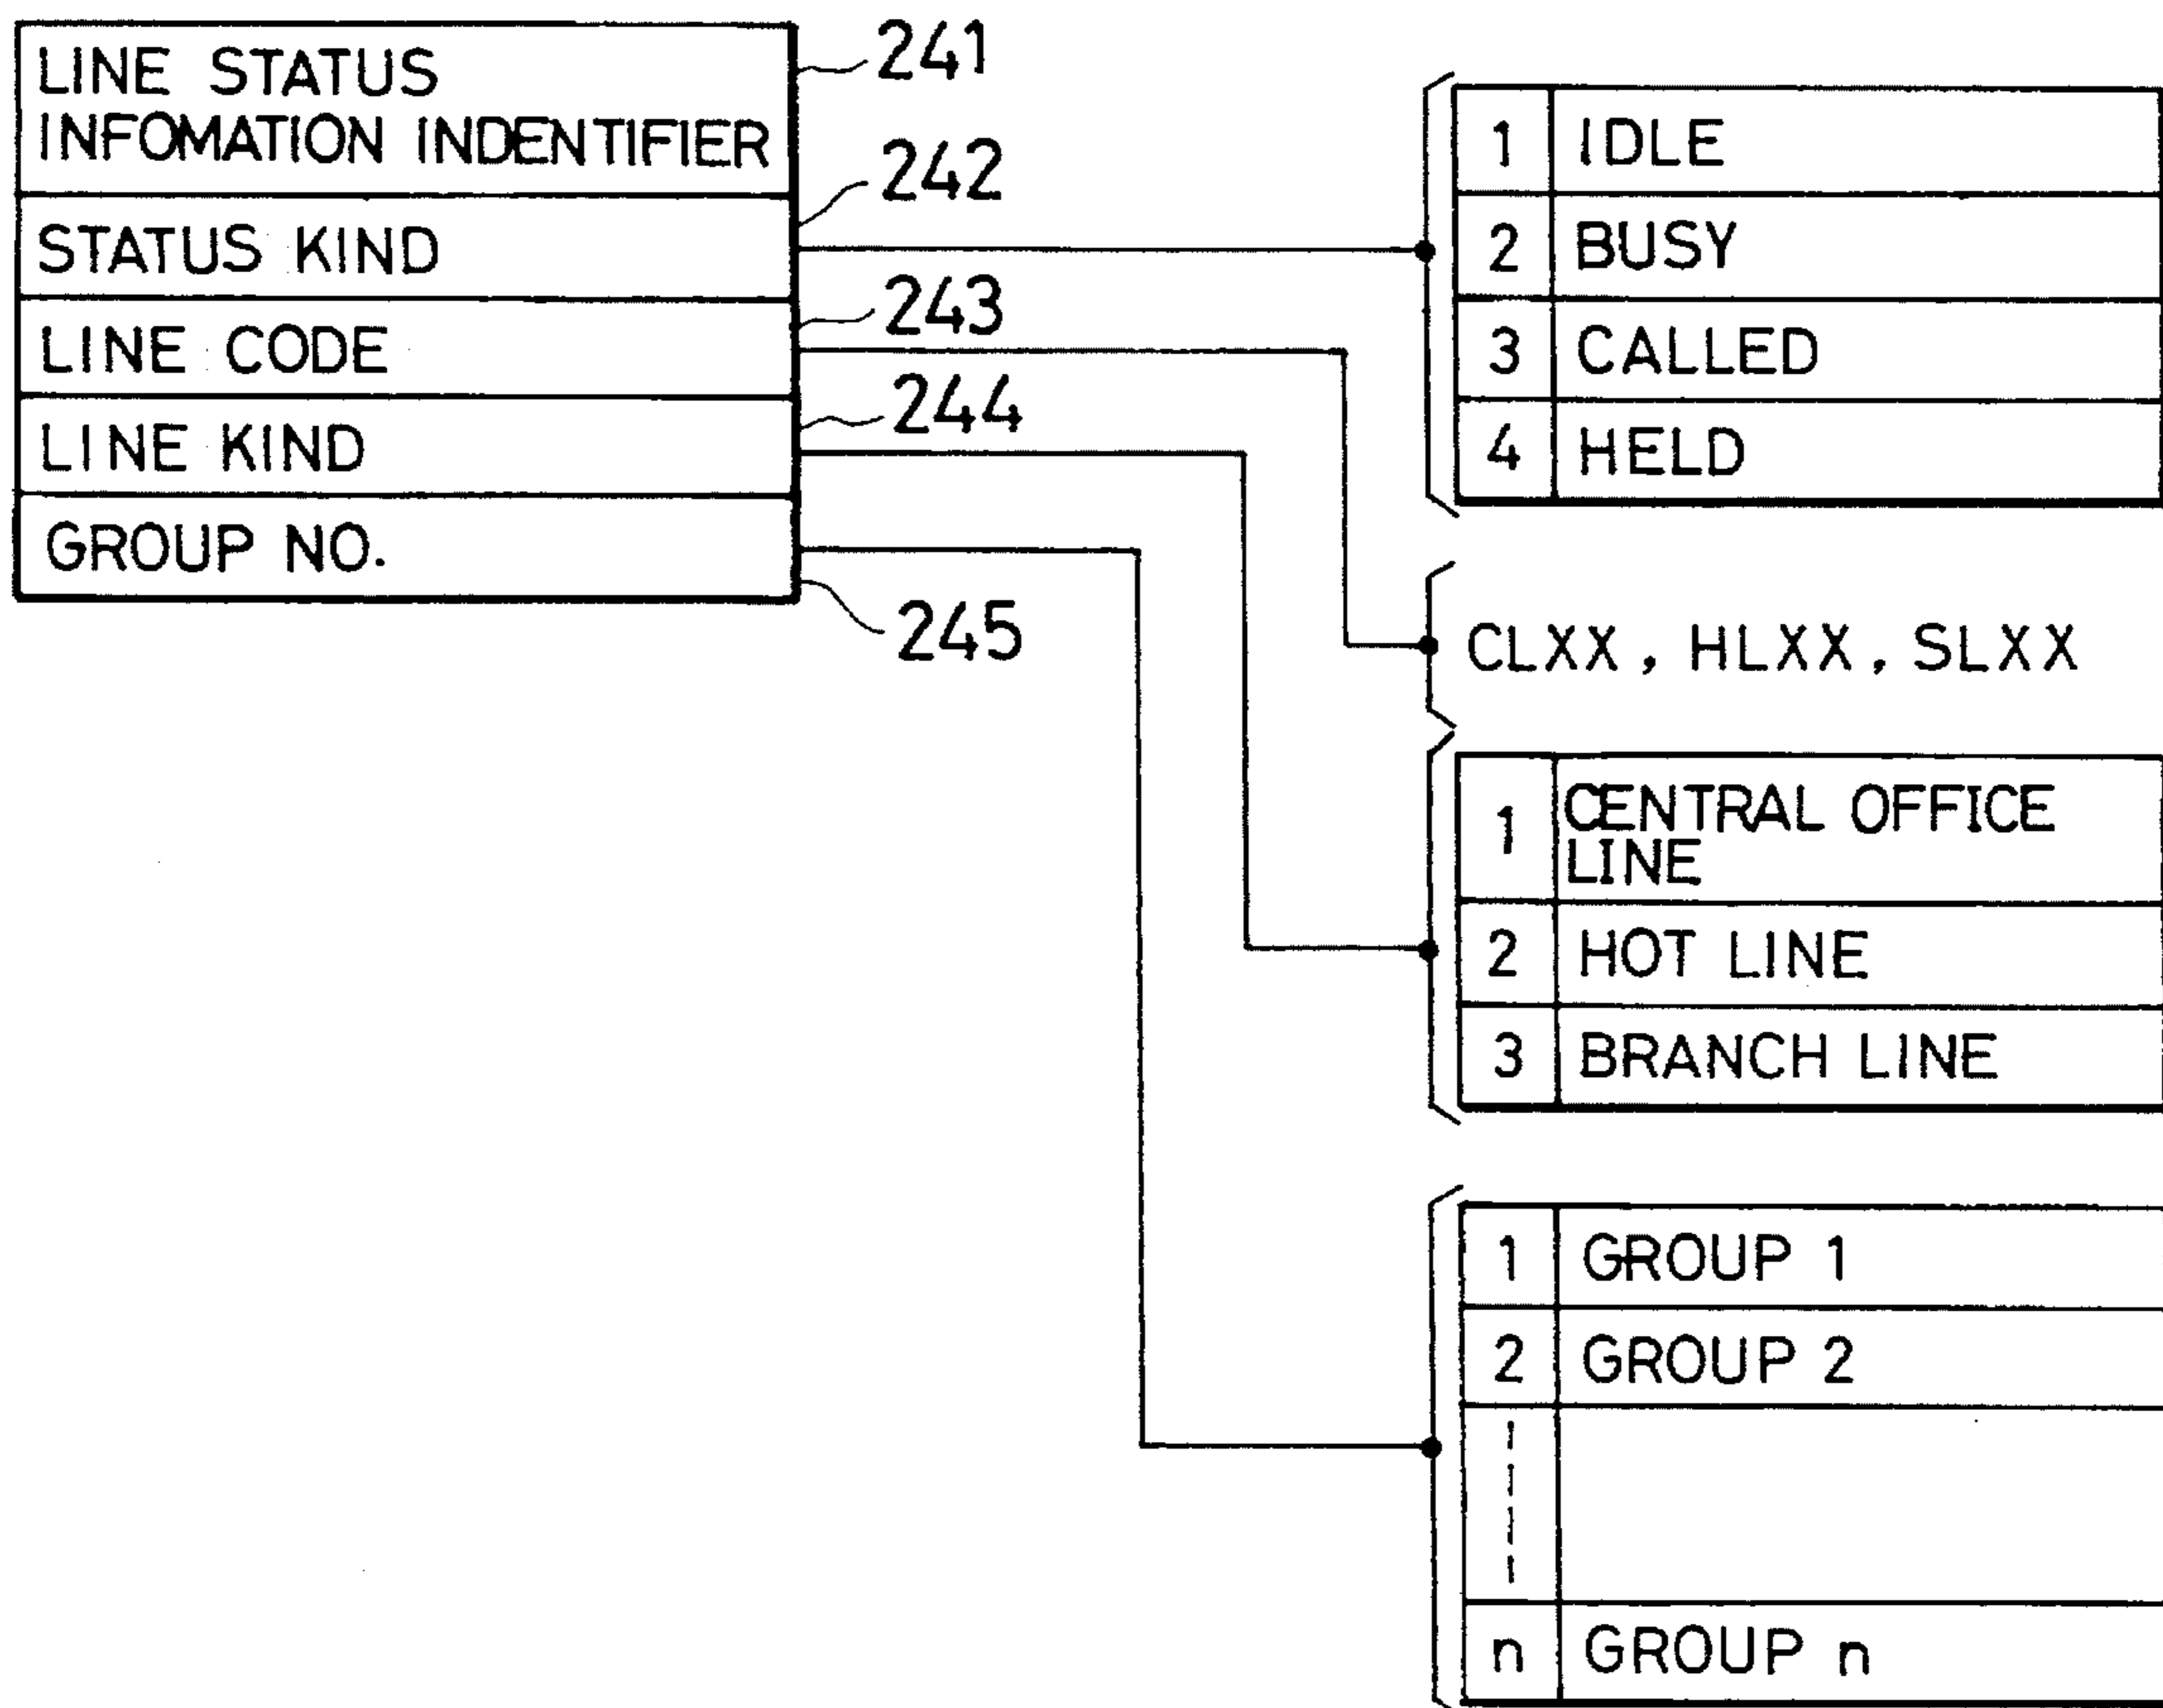 LINE STATUS
INFOMATION INDENTIFIER
STATUS KIND
LINE CODE
LINE KIND
GROUP NO.
241
242
243
244
245
1 IDLE
2 BUSY
3 CALLED
4 HELD
CLXX, HLXX, SLXX
1 CENTRAL OFFICE
LINE
2 HOT LINE
3 BRANCH LINE
1 GROUP 1
2 GROUP 2
n GROUP n